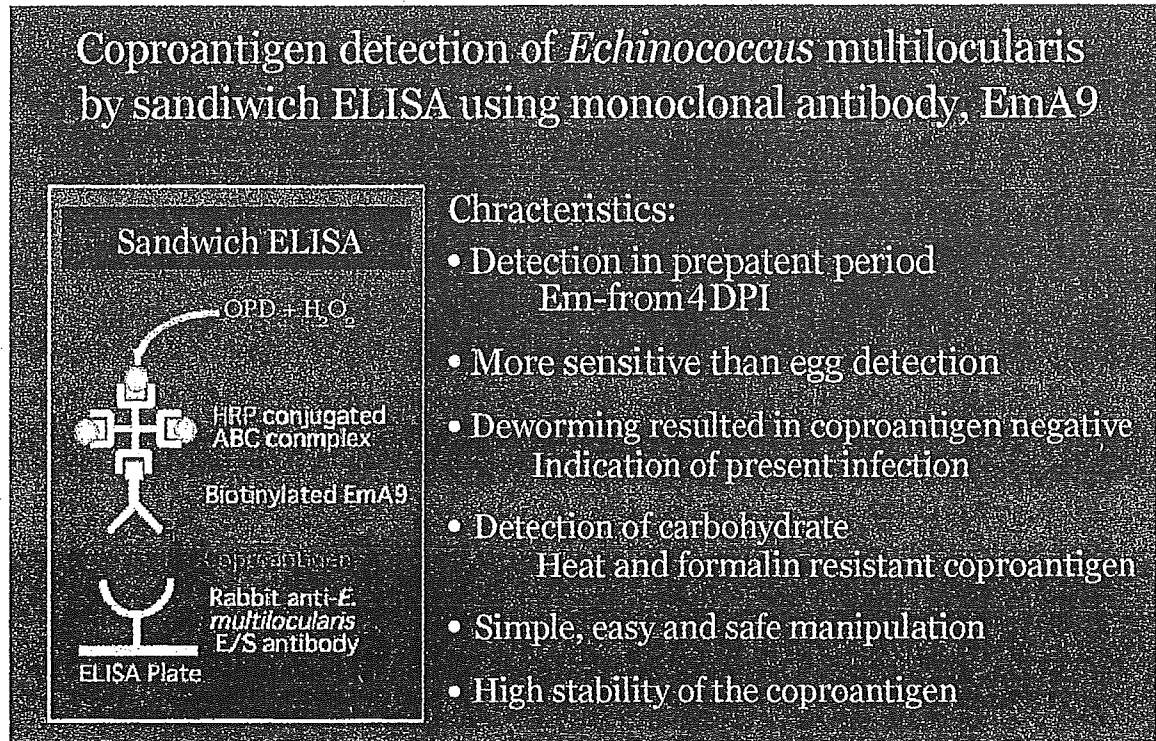 Coproantigen detection of Echinococcus multilocularis
by sandiwich ELISA using monoclonal antibody, EmA9
Sandwich ELISA
OPD + H₂O₂
HRP conjugated
ABC conmplex
Biotinylated EmA9
Coproantigen
Rabbit anti-E.
multilocularis
E/S antibody
ELISA Plate
Chracteristics:
• Detection in prepatent period
Em-from 4 DPI
• More sensitive than egg detection
• Deworming resulted in coproantigen negative
Indication of present infection
• Detection of carbohydrate
Heat and formalin resistant coproantigen
• Simple, easy and safe manipulation
• High stability of the coproantigen